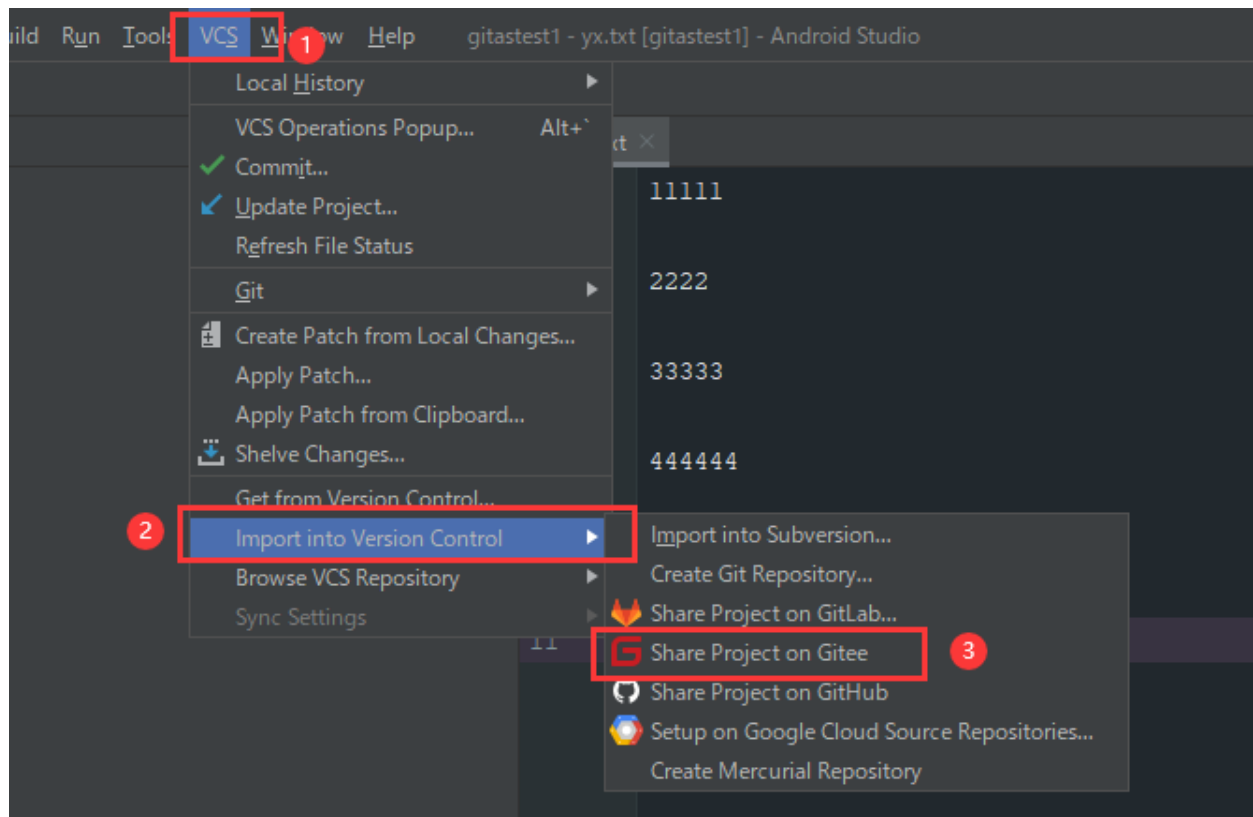 Run Tools VCS Window Help gitastest1 - yx.txt [gitastest1] - Android Studio
1
Local History
VCS Operations Popup... Alt+`
Commit...
Update Project...
Refresh File Status
Git
Create Patch from Local Changes...
Apply Patch...
Apply Patch from Clipboard...
Shelve Changes...
Get from Version Control...
2 Import into Version Control
Browse VCS Repository
Sync Settings
11111
2222
33333
444444
11
Import into Subversion...
Create Git Repository...
Share Project on GitLab...
Share Project on Gitee 3
Share Project on GitHub
Setup on Google Cloud Source Repositories...
Create Mercurial Repository